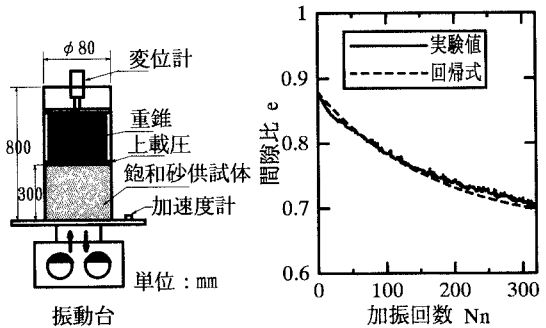 φ80
変位計
重錘
上載圧
飽和砂供試体
加速度計
800
300
単位：mm
振動台
実験値
回帰式
間隙比 e
1
0.9
0.8
0.7
0.6
0
100
200
300
加振回数 Nn